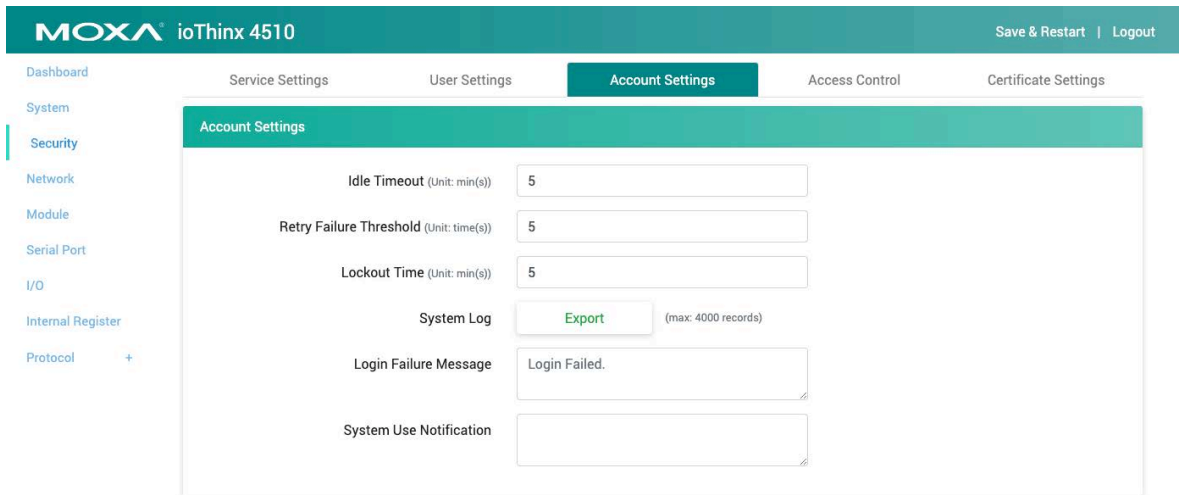 MOXA® ioThinx 4510
Save & Restart | Logout
Dashboard
System
Security
Network
Module
Serial Port
I/O
Internal Register
Protocol +
Service Settings User Settings Account Settings Access Control Certificate Settings
Account Settings
Idle Timeout (Unit: min(s)) 5
Retry Failure Threshold (Unit: time(s)) 5
Lockout Time (Unit: min(s)) 5
System Log Export (max: 4000 records)
Login Failure Message Login Failed.
System Use Notification